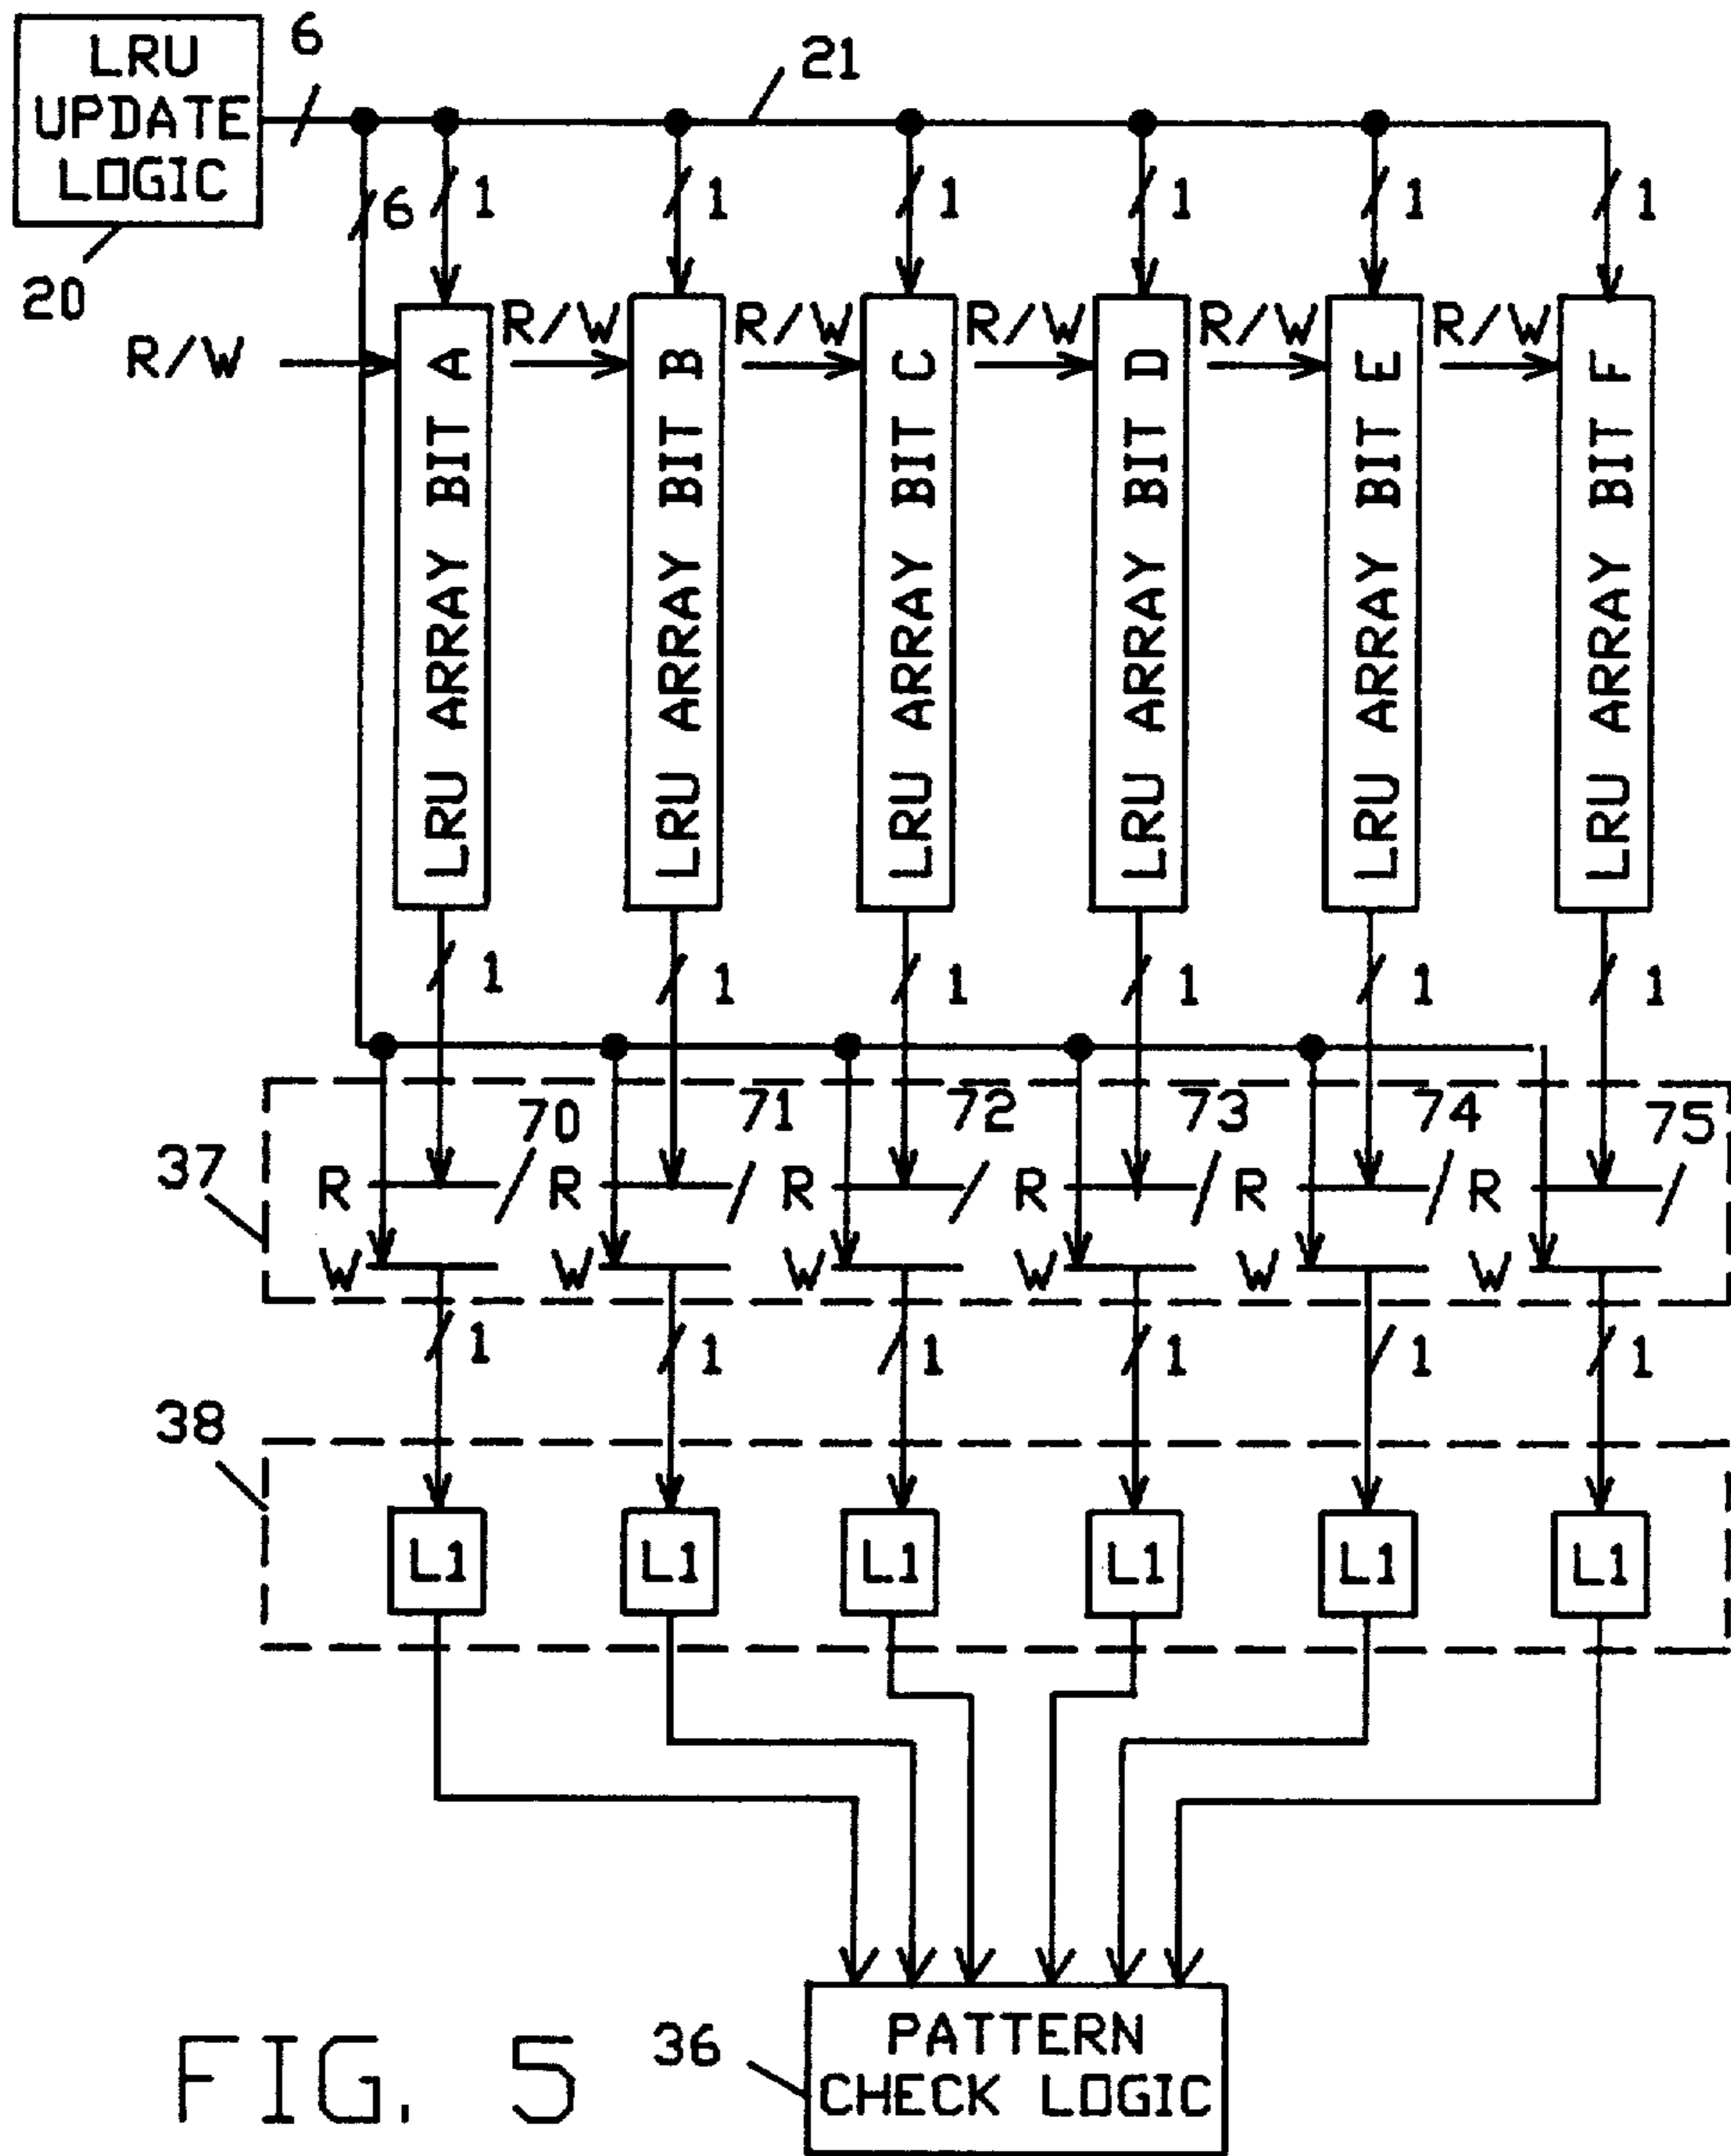 LRU
UPDATE
LOGIC
6
21
6
1
1
1
1
1
1
20
R/W
R/W
R/W
R/W
R/W
R/W
LRU ARRAY BIT A
LRU ARRAY BIT B
LRU ARRAY BIT C
LRU ARRAY BIT D
LRU ARRAY BIT E
LRU ARRAY BIT F
1
1
1
1
1
1
37
70
71
72
73
74
75
R
R
R
R
R
R
W
W
W
W
W
W
1
1
1
1
1
1
38
L1
L1
L1
L1
L1
L1
36
PATTERN
CHECK LOGIC
FIG. 5